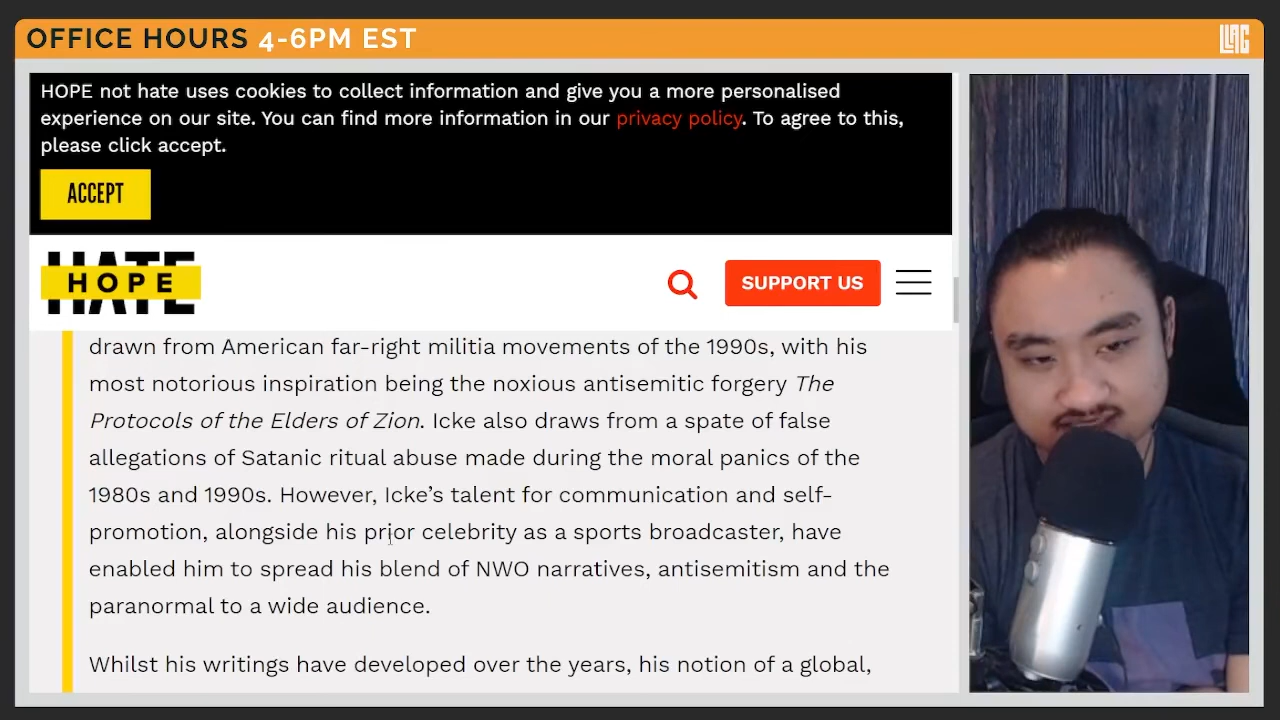 OFFICE HOURS 4-6PM EST
LLAG
HOPE not hate uses cookies to collect information and give you a more personalised
experience on our site. You can find more information in our privacy policy. To agree to this,
please click accept.
ACCEPT
HATE
HOPE
SUPPORT US
drawn from American far-right militia movements of the 1990s, with his
most notorious inspiration being the noxious antisemitic forgery The
Protocols of the Elders of Zion. Icke also draws from a spate of false
allegations of Satanic ritual abuse made during the moral panics of the
1980s and 1990s. However, Icke’s talent for communication and self-
promotion, alongside his prior celebrity as a sports broadcaster, have
enabled him to spread his blend of NWO narratives, antisemitism and the
paranormal to a wide audience.
Whilst his writings have developed over the years, his notion of a global,